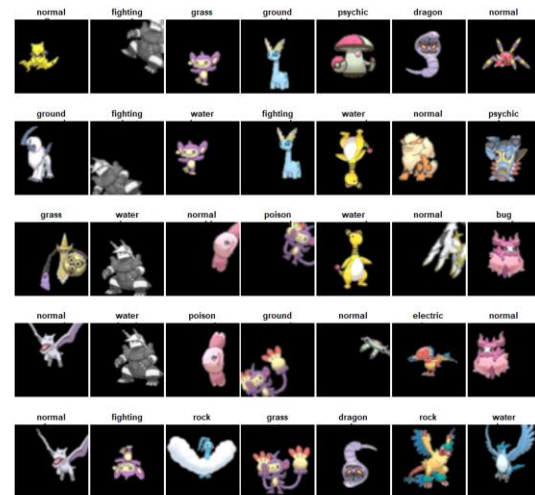 normal fighting grass ground psychic dragon normal
ground fighting water fighting water normal psychic
grass water normal poison water normal bug
normal water poison ground normal electric normal
normal fighting rock grass dragon rock water